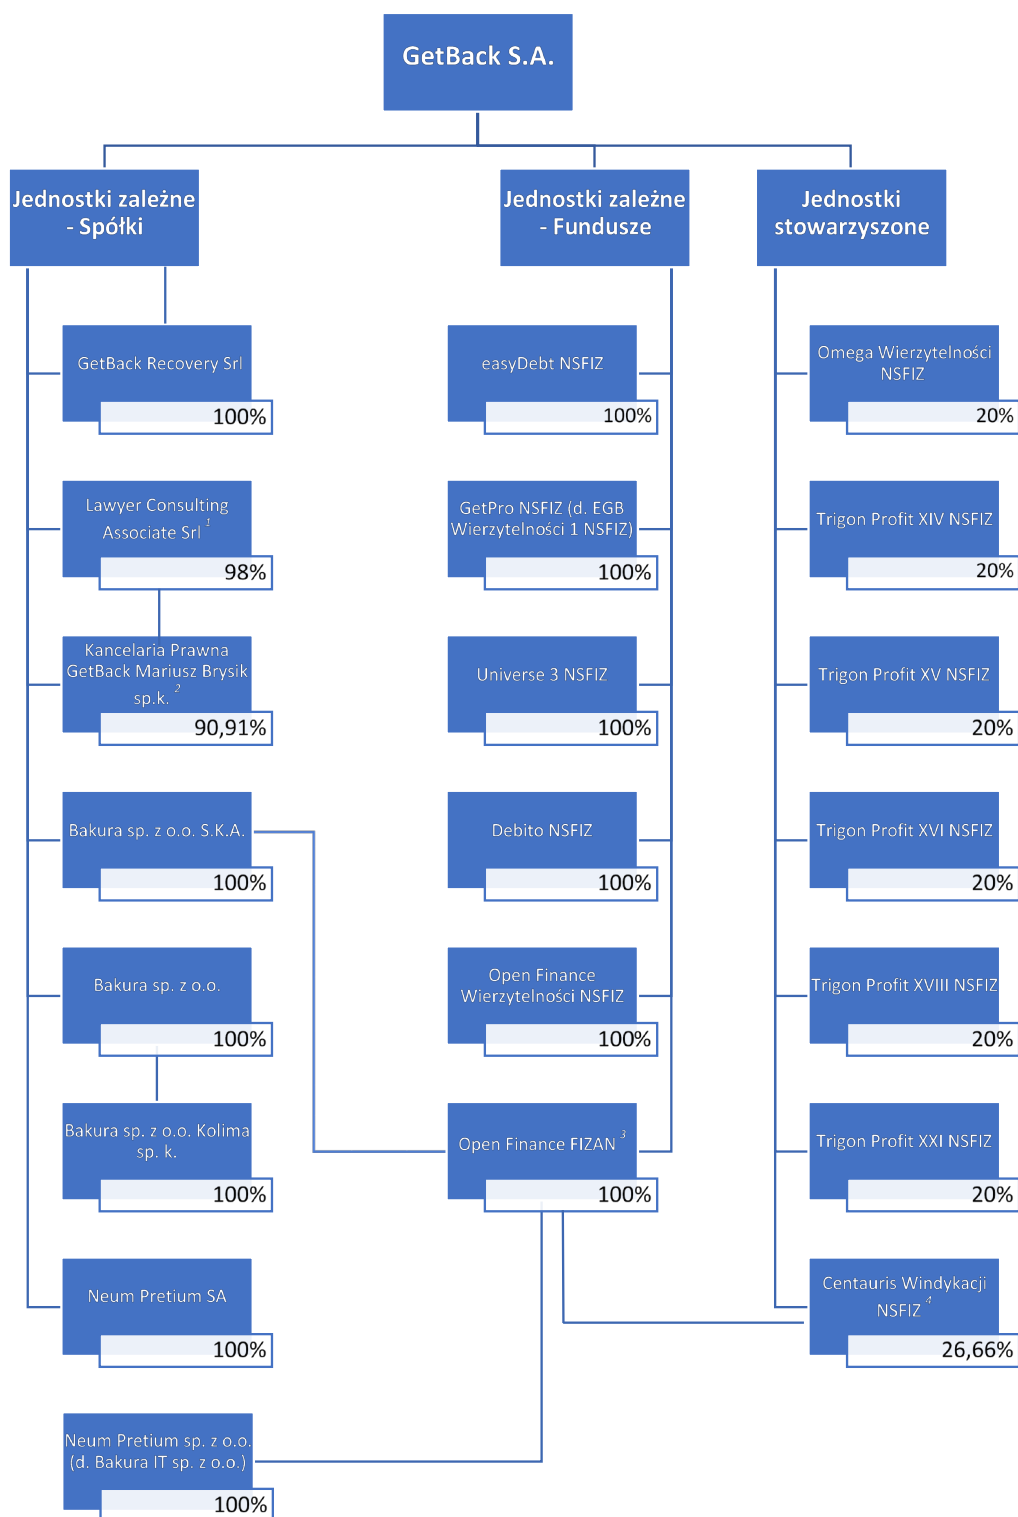 GetBack S.A.
Jednostki zależne
- Spółki
Jednostki zależne
- Fundusze
Jednostki
stowarzyszone
GetBack Recovery Srl
100%
Lawyer Consulting
Associate Srl 1
98%
Kancelaria Prawna
GetBack Mariusz Brysik
sp.k. 2
90,91%
Bakura sp. z o.o. S.K.A.
100%
Bakura sp. z o.o.
100%
Bakura sp. z o.o. Kolima
sp. k.
100%
Neum Pretium SA
100%
Neum Pretium sp. z o.o.
(d. Bakura IT sp. z o.o.)
100%
easyDebt NSFIZ
100%
GetPro NSFIZ (d. EGB
Wierzytelności 1 NSFIZ)
100%
Universe 3 NSFIZ
100%
Debito NSFIZ
100%
Open Finance
Wierzytelności NSFIZ
100%
Open Finance FIZAN 3
100%
Omega Wierzytelności
NSFIZ
20%
Trigon Profit XIV NSFIZ
20%
Trigon Profit XV NSFIZ
20%
Trigon Profit XVI NSFIZ
20%
Trigon Profit XVIII NSFIZ
20%
Trigon Profit XXI NSFIZ
20%
Centauris Windykacji
NSFIZ 4
26,66%